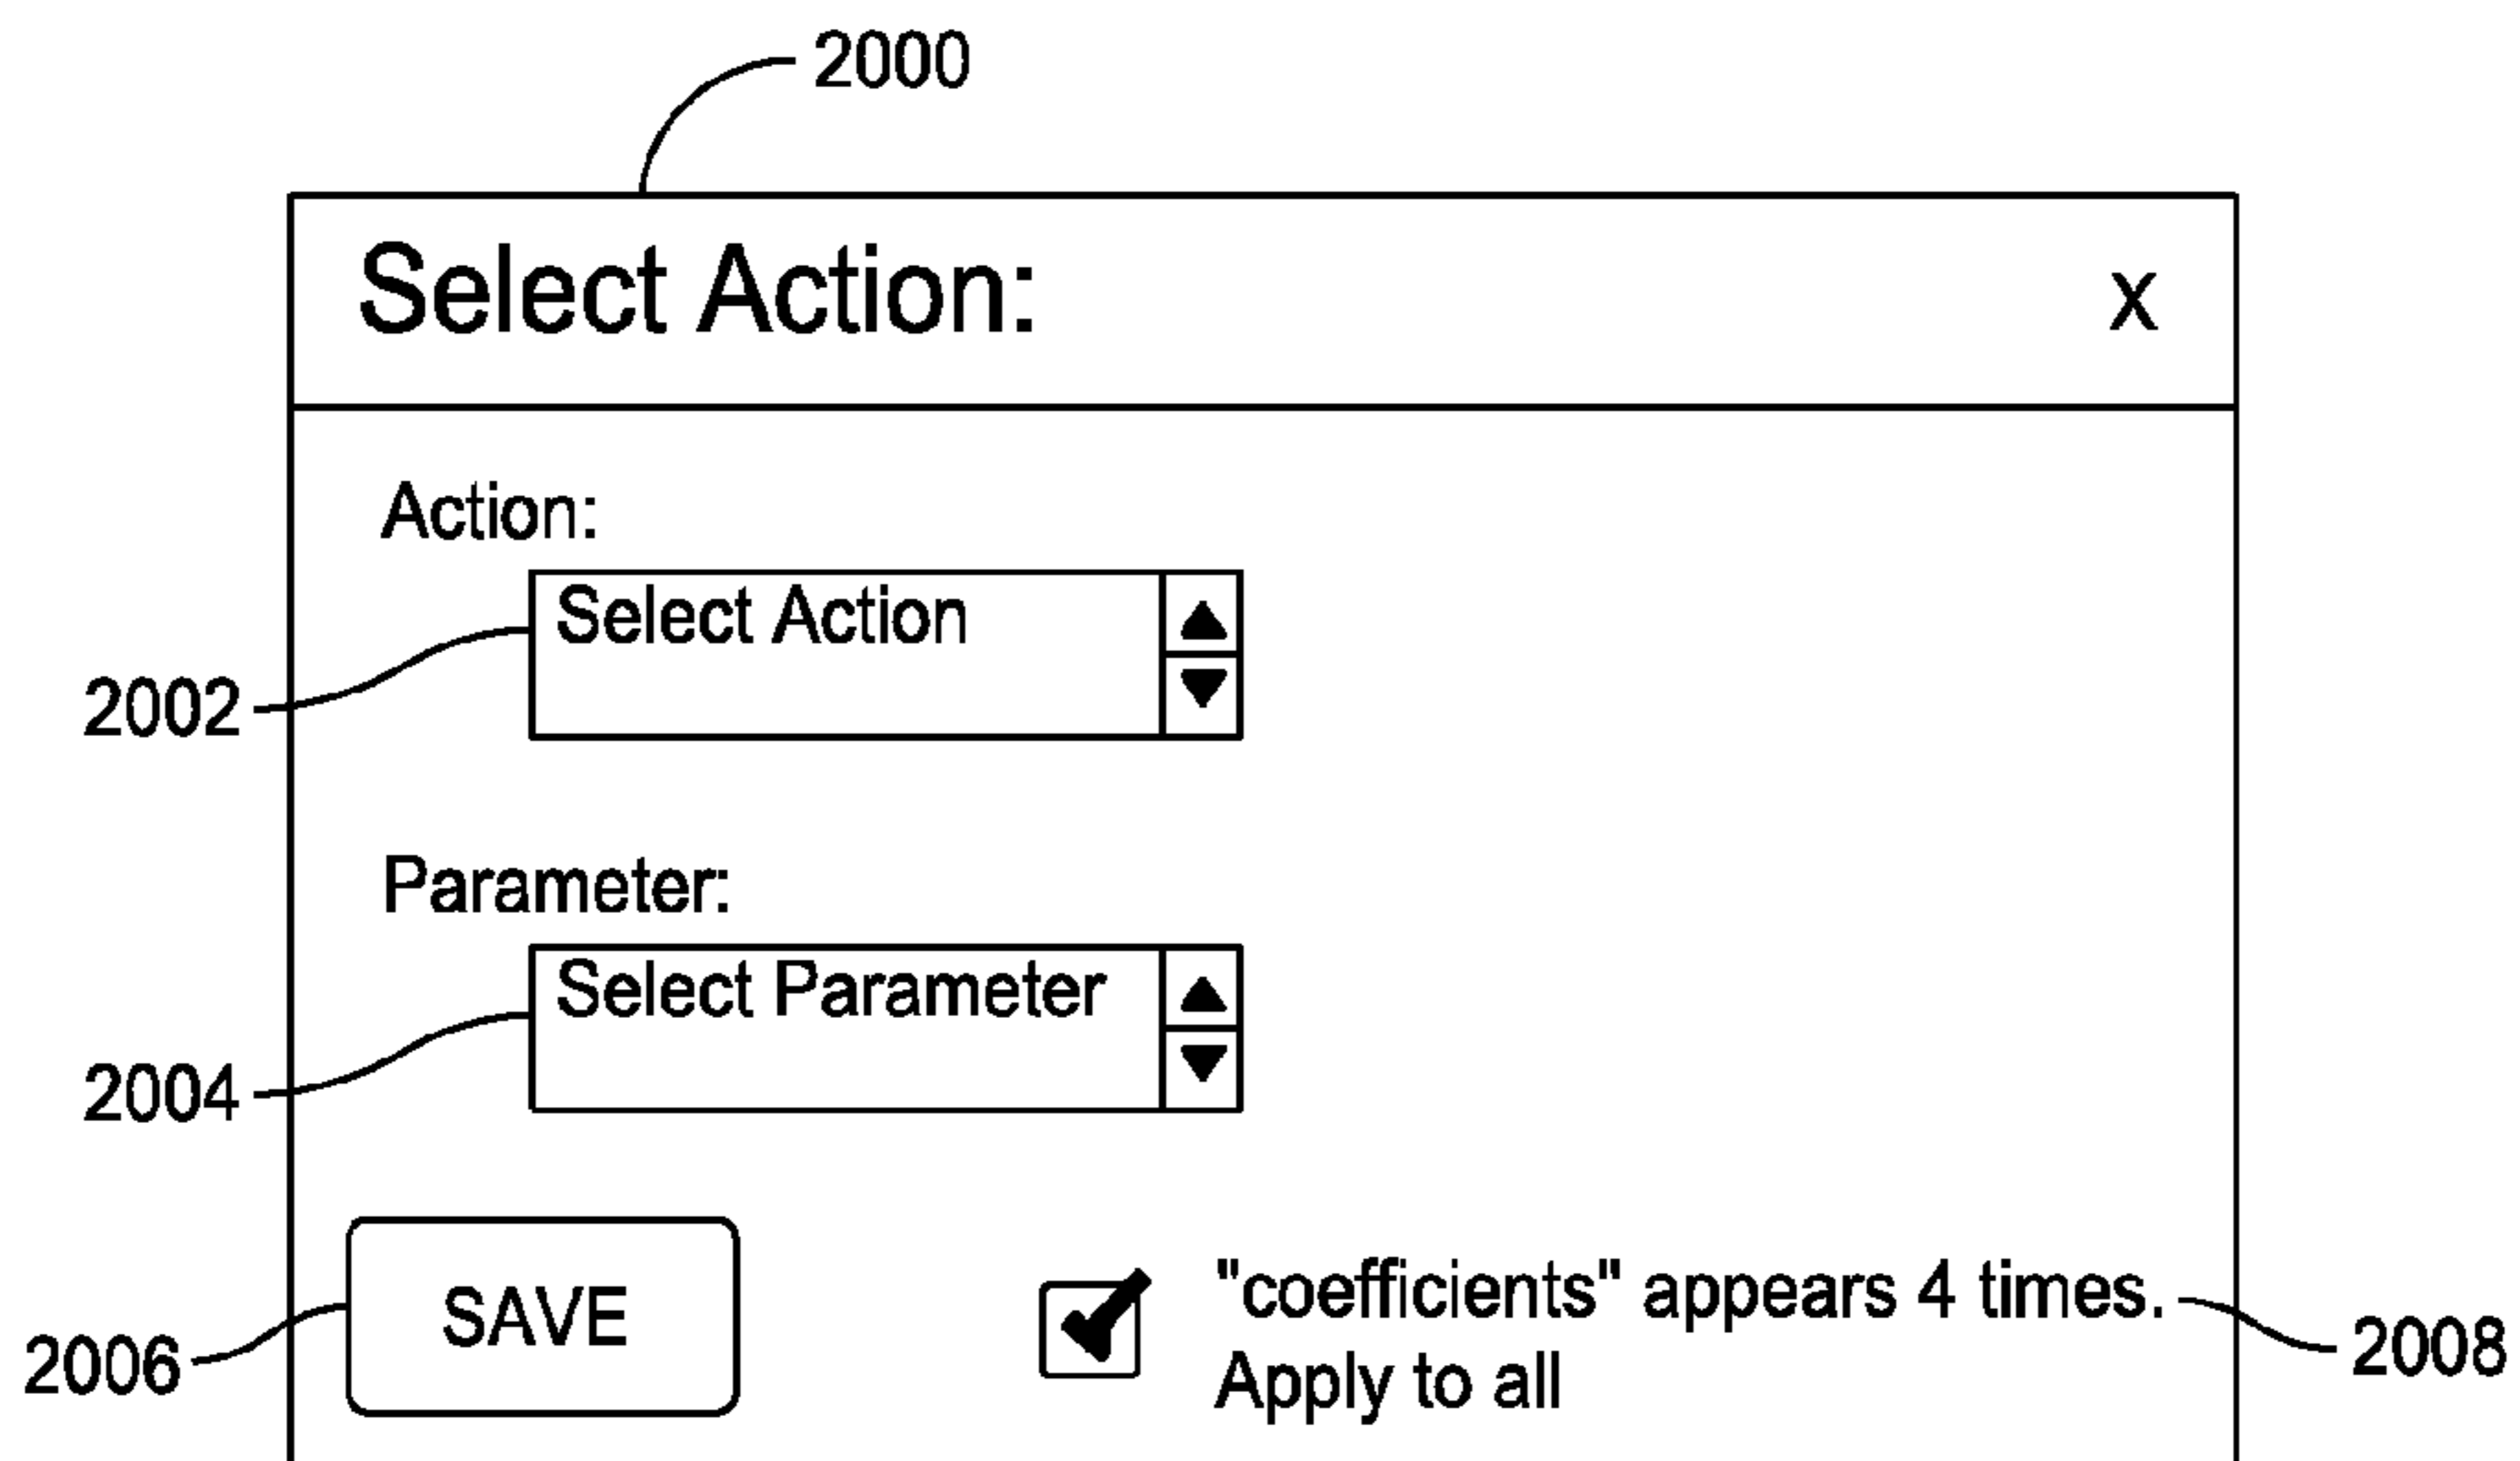 2000
Select Action:
X
Action:
Select Action
2002
Parameter:
Select Parameter
2004
SAVE
2006
"coefficients" appears 4 times.
Apply to all
2008